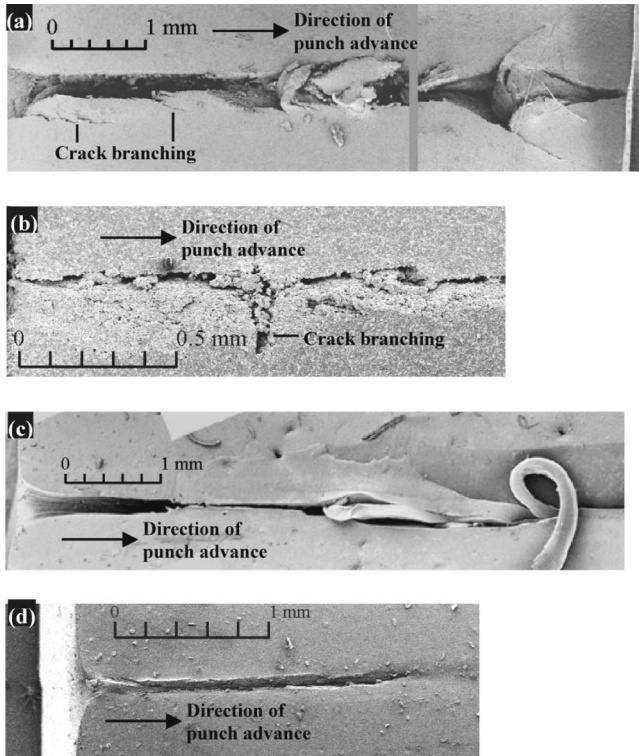 (a)
0 1 mm
Direction of
punch advance
Crack branching
(b)
Direction of
punch advance
0 0.5 mm
Crack branching
(c)
0 1 mm
Direction of
punch advance
(d)
0 1 mm
Direction of
punch advance